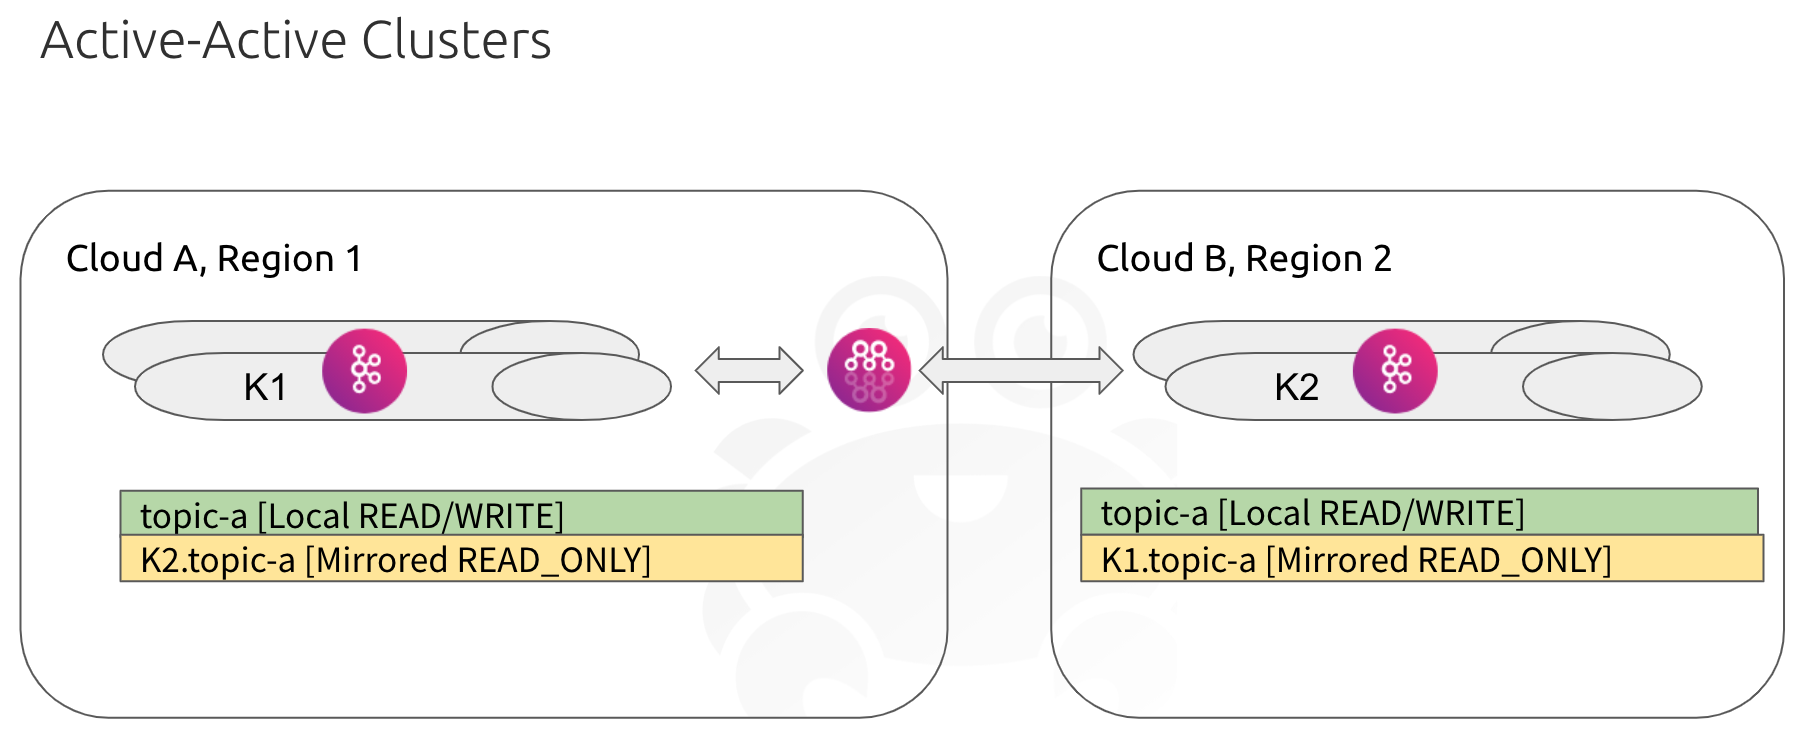 Active-Active Clusters
Cloud A, Region 1
K1
topic-a [Local READ/WRITE]
K2.topic-a [Mirrored READ_ONLY]
Cloud B, Region 2
K2
topic-a [Local READ/WRITE]
K1.topic-a [Mirrored READ_ONLY]